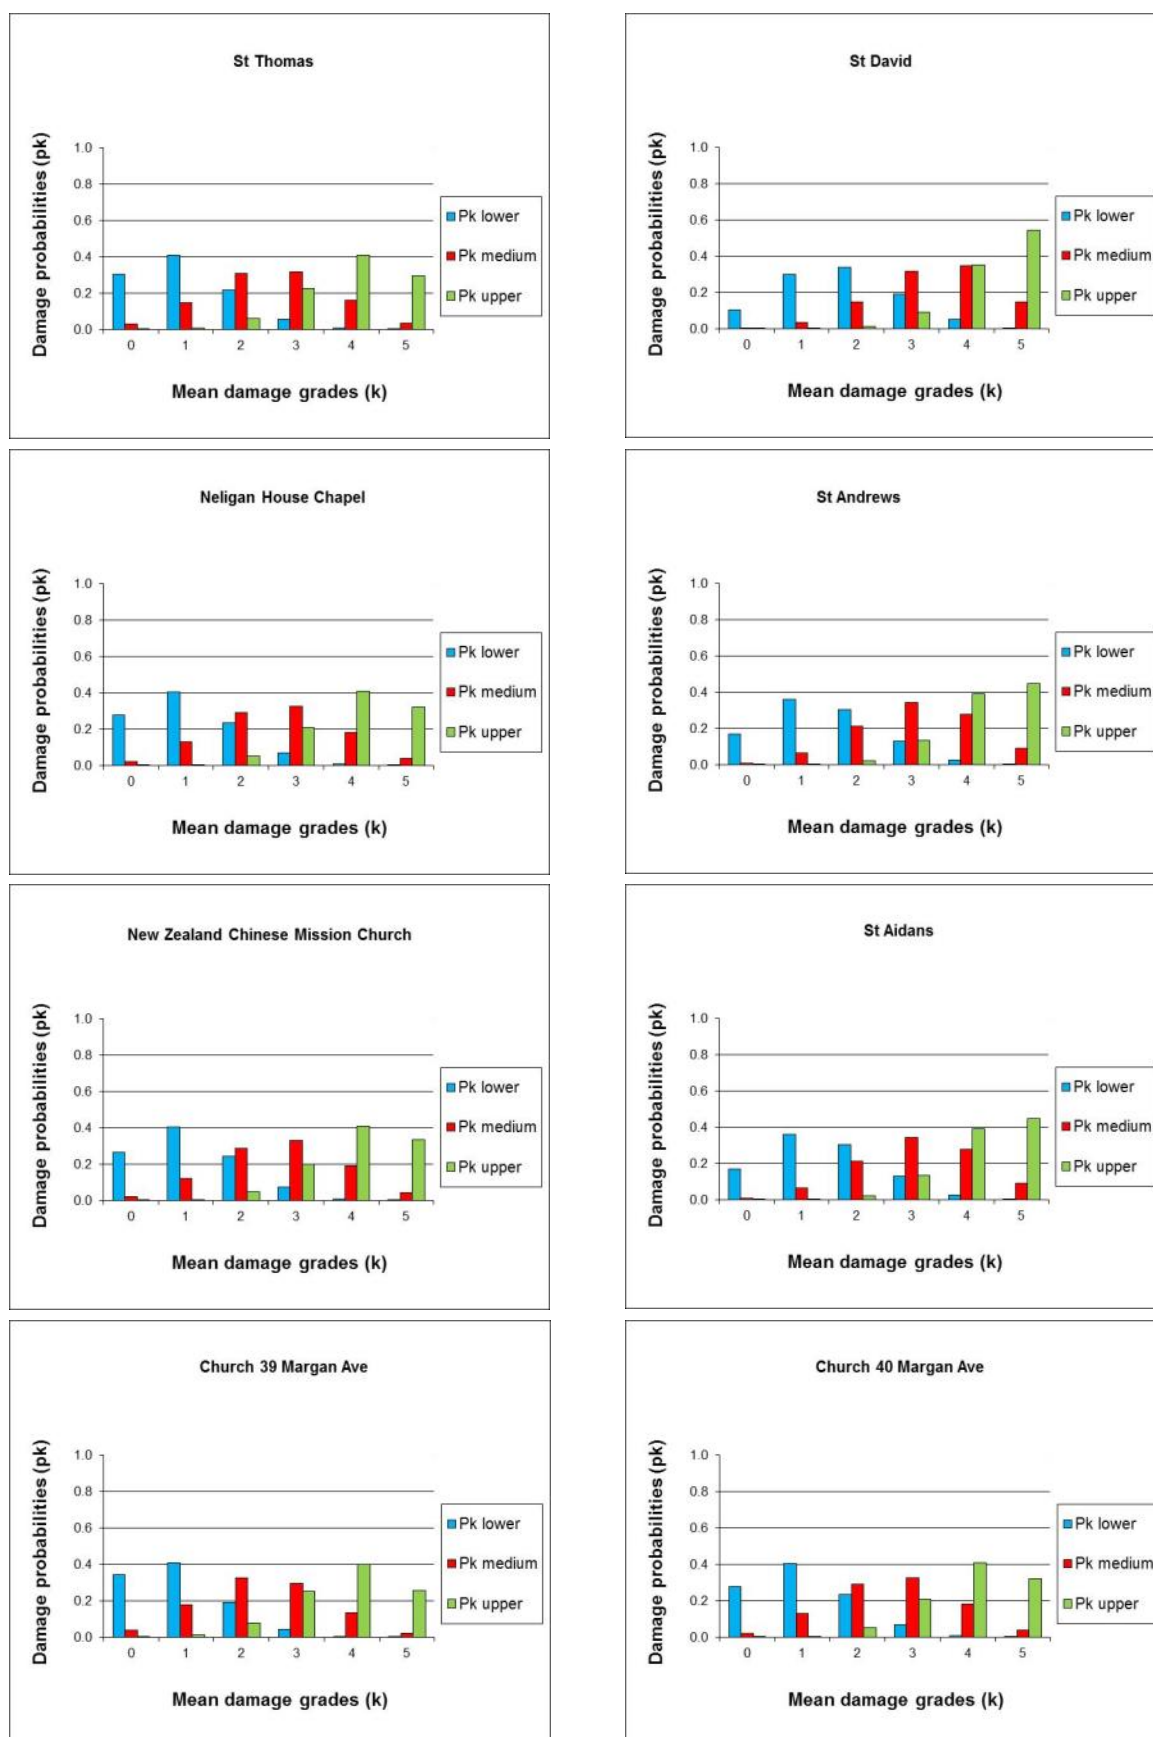 St Thomas
Damage probabilities (pk)
1.0
0.8
0.6
0.4
0.2
0.0
0 1 2 3 4 5
Mean damage grades (k)
Pk lower
Pk medium
Pk upper
St David
Damage probabilities (pk)
1.0
0.8
0.6
0.4
0.2
0.0
0 1 2 3 4 5
Mean damage grades (k)
Pk lower
Pk medium
Pk upper
Neligan House Chapel
Damage probabilities (pk)
1.0
0.8
0.6
0.4
0.2
0.0
0 1 2 3 4 5
Mean damage grades (k)
Pk lower
Pk medium
Pk upper
St Andrews
Damage probabilities (pk)
1.0
0.8
0.6
0.4
0.2
0.0
0 1 2 3 4 5
Mean damage grades (k)
Pk lower
Pk medium
Pk upper
New Zealand Chinese Mission Church
Damage probabilities (pk)
1.0
0.8
0.6
0.4
0.2
0.0
0 1 2 3 4 5
Mean damage grades (k)
Pk lower
Pk medium
Pk upper
St Aidans
Damage probabilities (pk)
1.0
0.8
0.6
0.4
0.2
0.0
0 1 2 3 4 5
Mean damage grades (k)
Pk lower
Pk medium
Pk upper
Church 39 Margan Ave
Damage probabilities (pk)
1.0
0.8
0.6
0.4
0.2
0.0
0 1 2 3 4 5
Mean damage grades (k)
Pk lower
Pk medium
Pk upper
Church 40 Margan Ave
Damage probabilities (pk)
1.0
0.8
0.6
0.4
0.2
0.0
0 1 2 3 4 5
Mean damage grades (k)
Pk lower
Pk medium
Pk upper